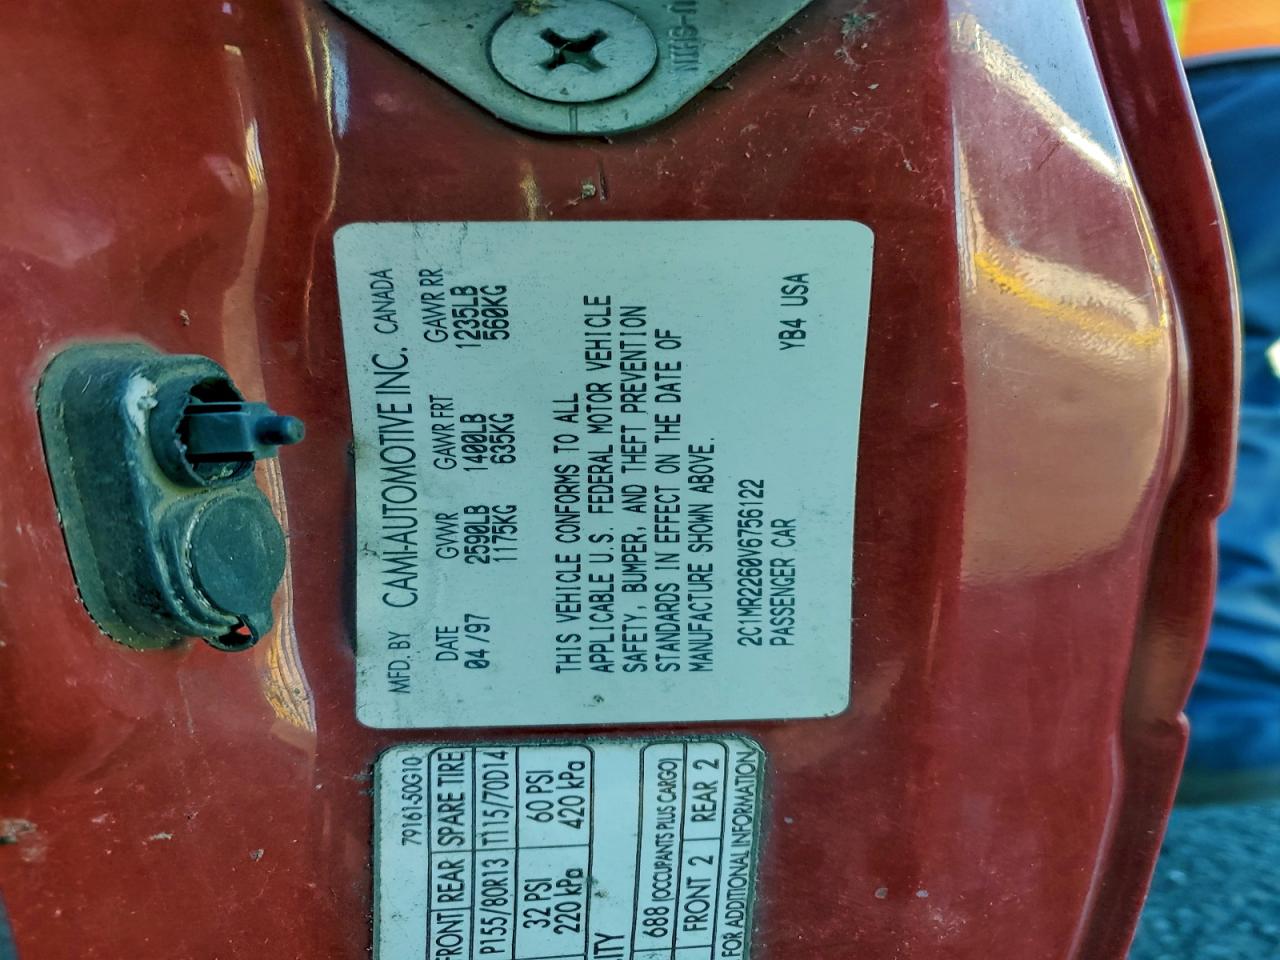 MFD. BY CAMI-AUTOMOTIVE INC. CANADA
DATE GVWR GAWR FRT GAWR RR
04/97 2590LB 1400LB 1235LB
1175KG 635KG 560KG
THIS VEHICLE CONFORMS TO ALL
APPLICABLE U.S. FEDERAL MOTOR VEHICLE
SAFETY, BUMPER, AND THEFT PREVENTION
STANDARDS IN EFFECT ON THE DATE OF
MANUFACTURE SHOWN ABOVE.
2C1MR2260V6756122
PASSENGER CAR YB4 USA
79161-50G10
FRONT REAR SPARE TIRE
P155/80R13 T115/70D14
32 PSI 60 PSI
220 kPa 420 kPa
688 (OCCUPANTS PLUS CARGO)
FRONT 2 REAR 2
FOR ADDITIONAL INFORMATION